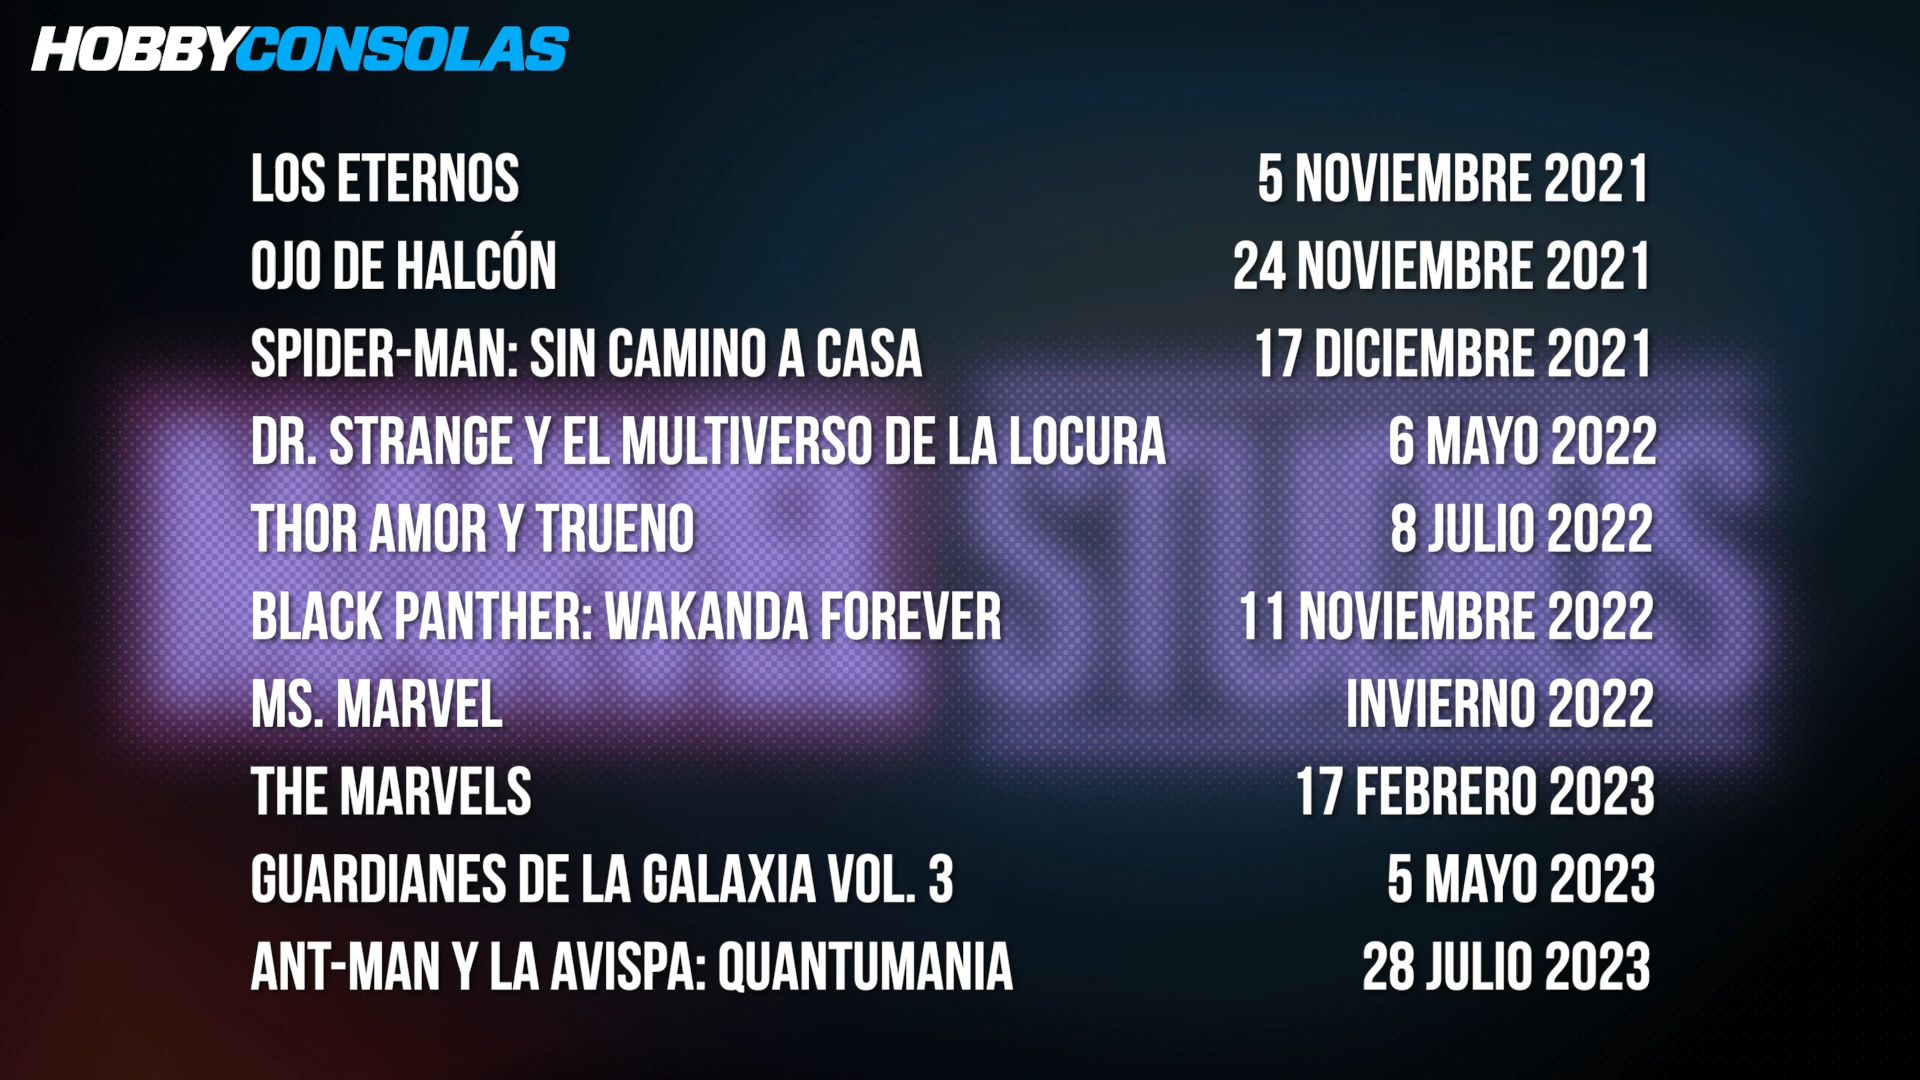 HOBBYCONSOLAS
LOS ETERNOS 5 NOVIEMBRE 2021
OJO DE HALCÓN 24 NOVIEMBRE 2021
SPIDER-MAN: SIN CAMINO A CASA 17 DICIEMBRE 2021
DR. STRANGE Y EL MULTIVERSO DE LA LOCURA 6 MAYO 2022
THOR AMOR Y TRUENO 8 JULIO 2022
BLACK PANTHER: WAKANDA FOREVER 11 NOVIEMBRE 2022
MS. MARVEL INVIERNO 2022
THE MARVELS 17 FEBRERO 2023
GUARDIANES DE LA GALAXIA VOL. 3 5 MAYO 2023
ANT-MAN Y LA AVISPA: QUANTUMANIA 28 JULIO 2023